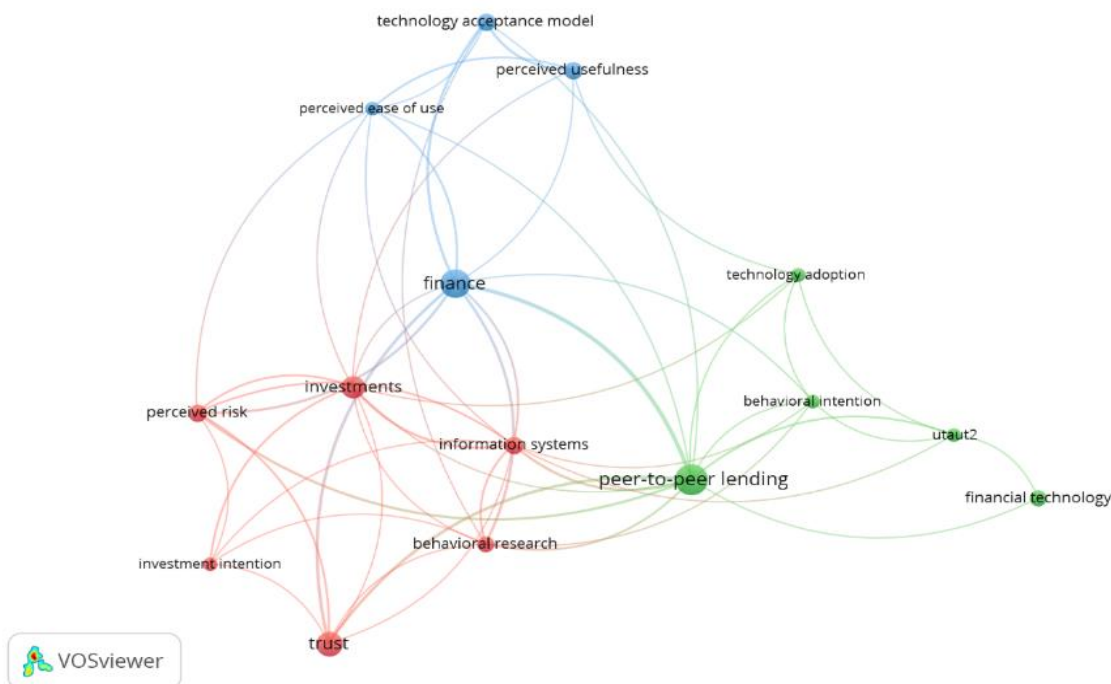 technology acceptance model
perceived usefulness
perceived ease of use
technology adoption
finance
investments
behavioral intention
perceived risk
utaut2
information systems
peer-to-peer lending
financial technology
behavioral research
investment intention
trust
VOSviewer